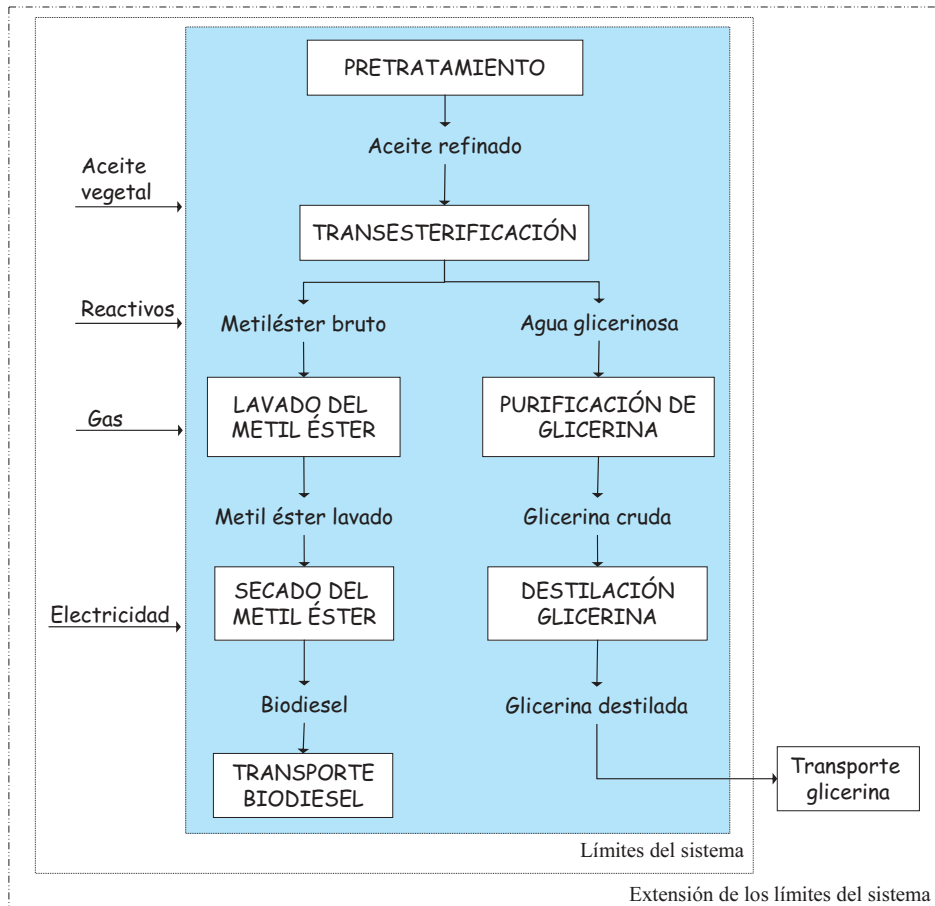 PRETRATAMIENTO
Aceite refinado
Aceite
vegetal
TRANSESTERIFICACIÓN
Reactivos
Metiléster bruto
Agua glicerinosa
Gas
LAVADO DEL
METIL ÉSTER
PURIFICACIÓN DE
GLICERINA
Metil éster lavado
Glicerina cruda
Electricidad
SECADO DEL
METIL ÉSTER
DESTILACIÓN
GLICERINA
Biodiesel
Glicerina destilada
TRANSPORTE
BIODIESEL
Transporte
glicerina
Límites del sistema
Extensión de los límites del sistema